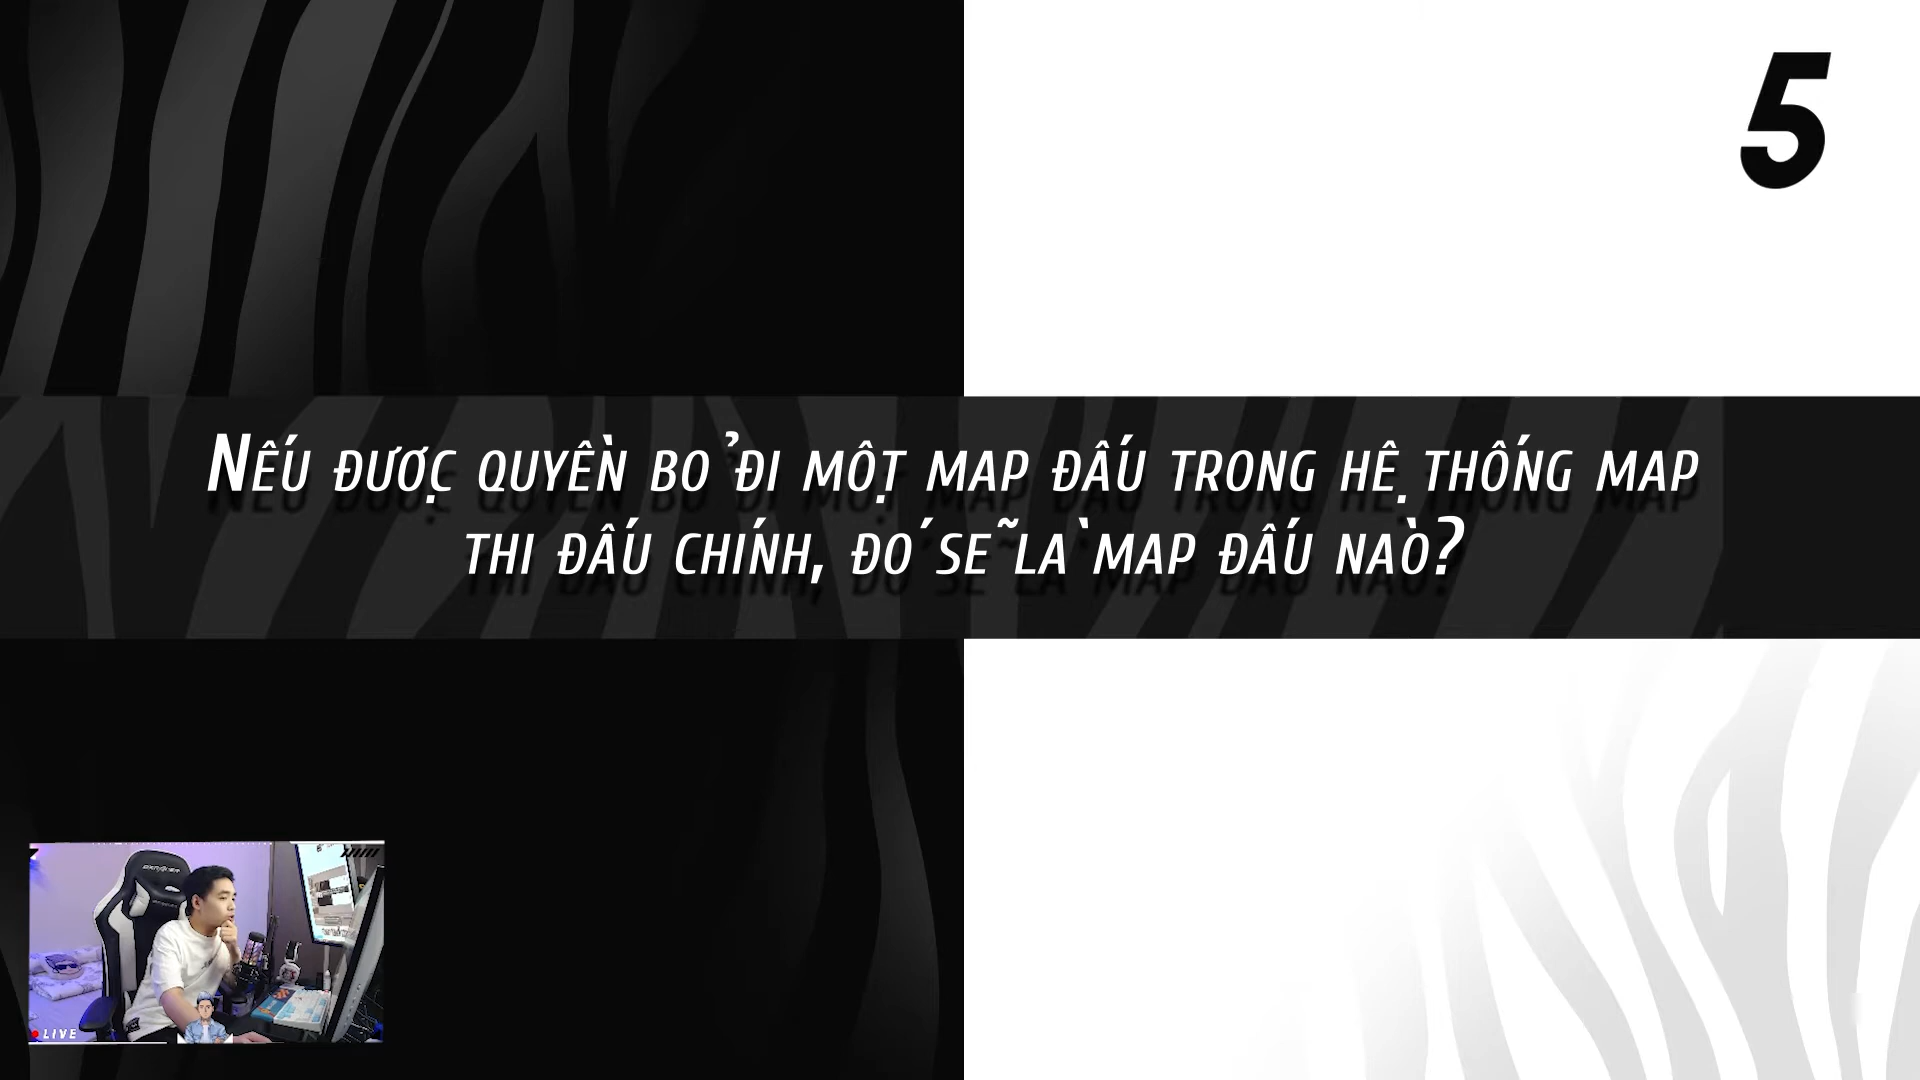 5
NẾU ĐƯỢC QUYỀN BỎ ĐI MỘT MAP ĐẤU TRONG HỆ THỐNG MAP
THI ĐẤU CHÍNH, ĐÓ SẼ LÀ MAP ĐẤU NÀO?
LIVE